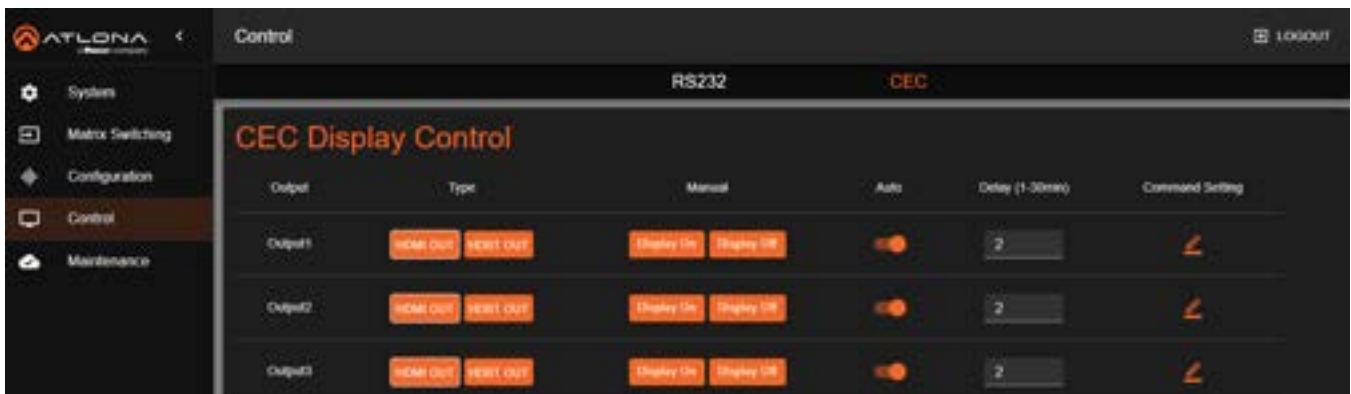 ATLONA
Control
LOGOUT
RS232 CEC
System
Matrix Switching
Configuration
Control
Maintenance
CEC Display Control
Output Type Manual Auto Delay (1-30min) Command Setting
Output1 HDMI OUT HDBT OUT Display On Display Off 2
Output2 HDMI OUT HDBT OUT Display On Display Off 2
Output3 HDMI OUT HDBT OUT Display On Display Off 2